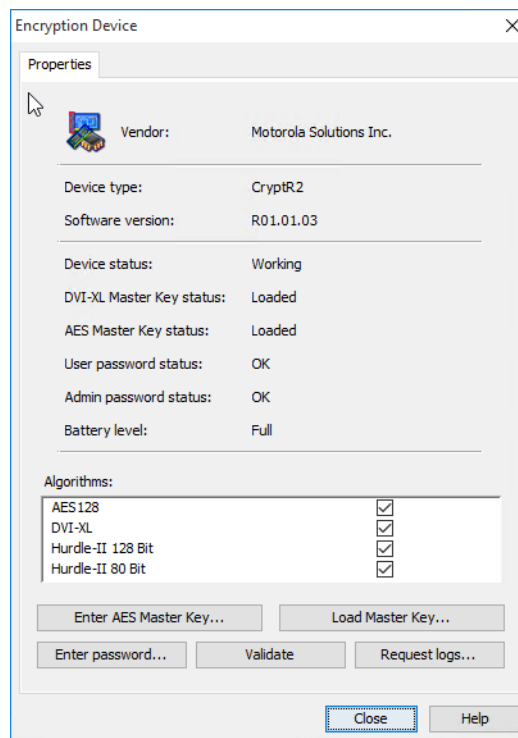 Encryption Device
Properties
Vendor: Motorola Solutions Inc.
Device type: CryptR2
Software version: R01.01.03
Device status: Working
DVI-XL Master Key status: Loaded
AES Master Key status: Loaded
User password status: OK
Admin password status: OK
Battery level: Full
Algorithms:
AES128
DVI-XL
Hurdle-II 128 Bit
Hurdle-II 80 Bit
Enter AES Master Key... Load Master Key...
Enter password... Validate Request logs...
Close Help